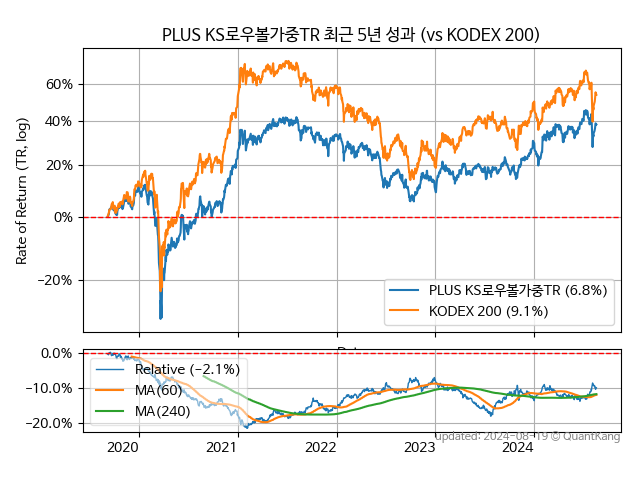 PLUS KS로우볼가중TR 최근 5년 성과 (vs KODEX 200)
Rate of Return (TR, log)
60%
40%
20%
0%
−20%
PLUS KS로우볼가중TR (6.8%)
KODEX 200 (9.1%)
0.0%
−10.0%
−20.0%
Relative (−2.1%)
MA(60)
MA(240)
2020 2021 2022 2023 2024
updated: 2024-08-19 © QuantKang